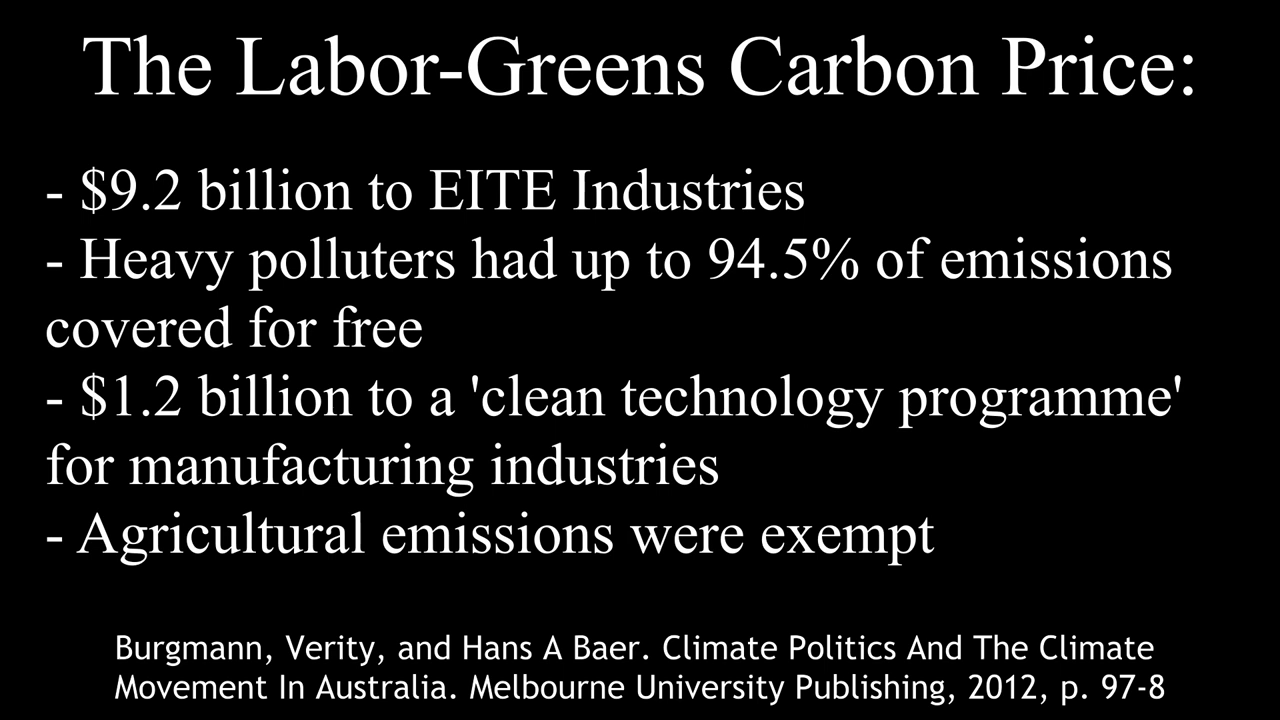 The Labor-Greens Carbon Price:
- $9.2 billion to EITE Industries
- Heavy polluters had up to 94.5% of emissions
covered for free
- $1.2 billion to a 'clean technology programme'
for manufacturing industries
- Agricultural emissions were exempt
Burgmann, Verity, and Hans A Baer. Climate Politics And The Climate
Movement In Australia. Melbourne University Publishing, 2012, p. 97-8